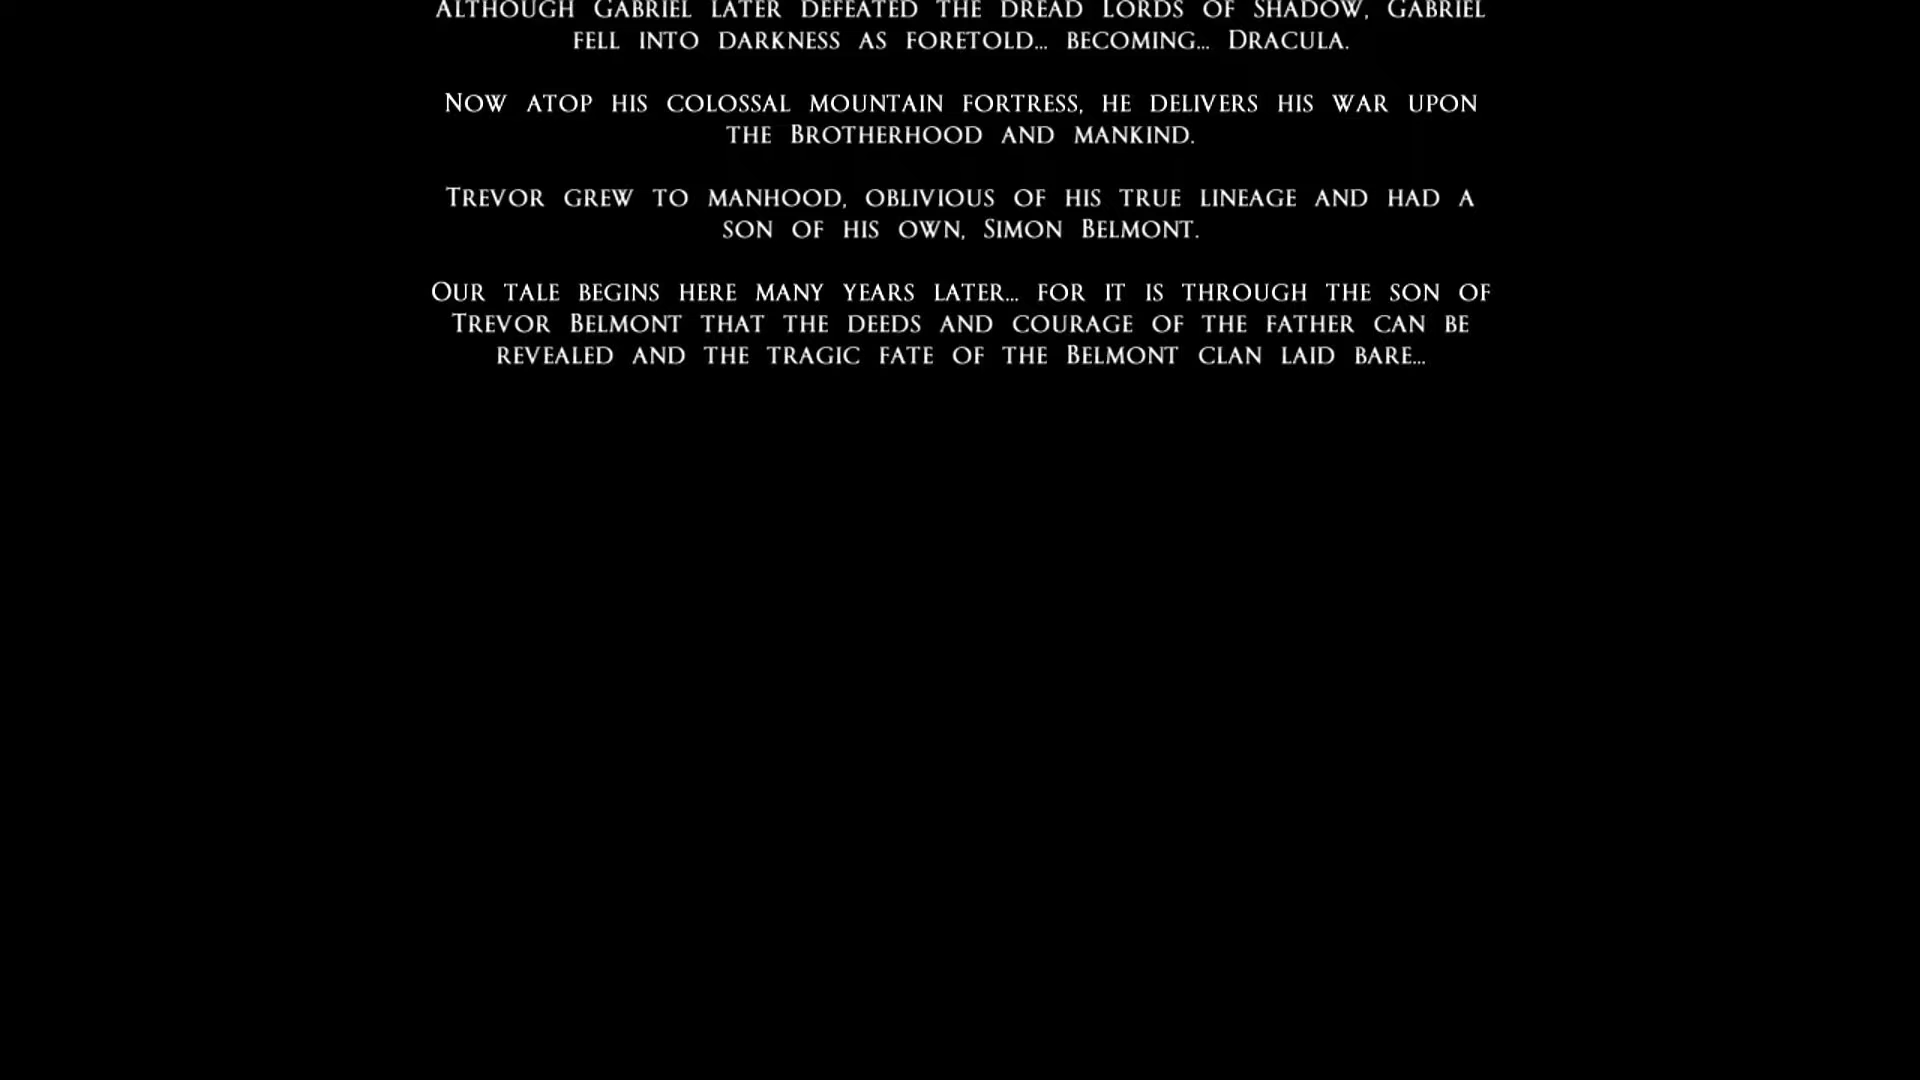 Although Gabriel later defeated the dread Lords of Shadow, Gabriel
fell into darkness as foretold... becoming... Dracula.
Now atop his colossal mountain fortress, he delivers his war upon
the Brotherhood and mankind.
Trevor grew to manhood, oblivious of his true lineage and had a
son of his own, Simon Belmont.
Our tale begins here many years later... for it is through the son of
Trevor Belmont that the deeds and courage of the father can be
revealed and the tragic fate of the Belmont clan laid bare...